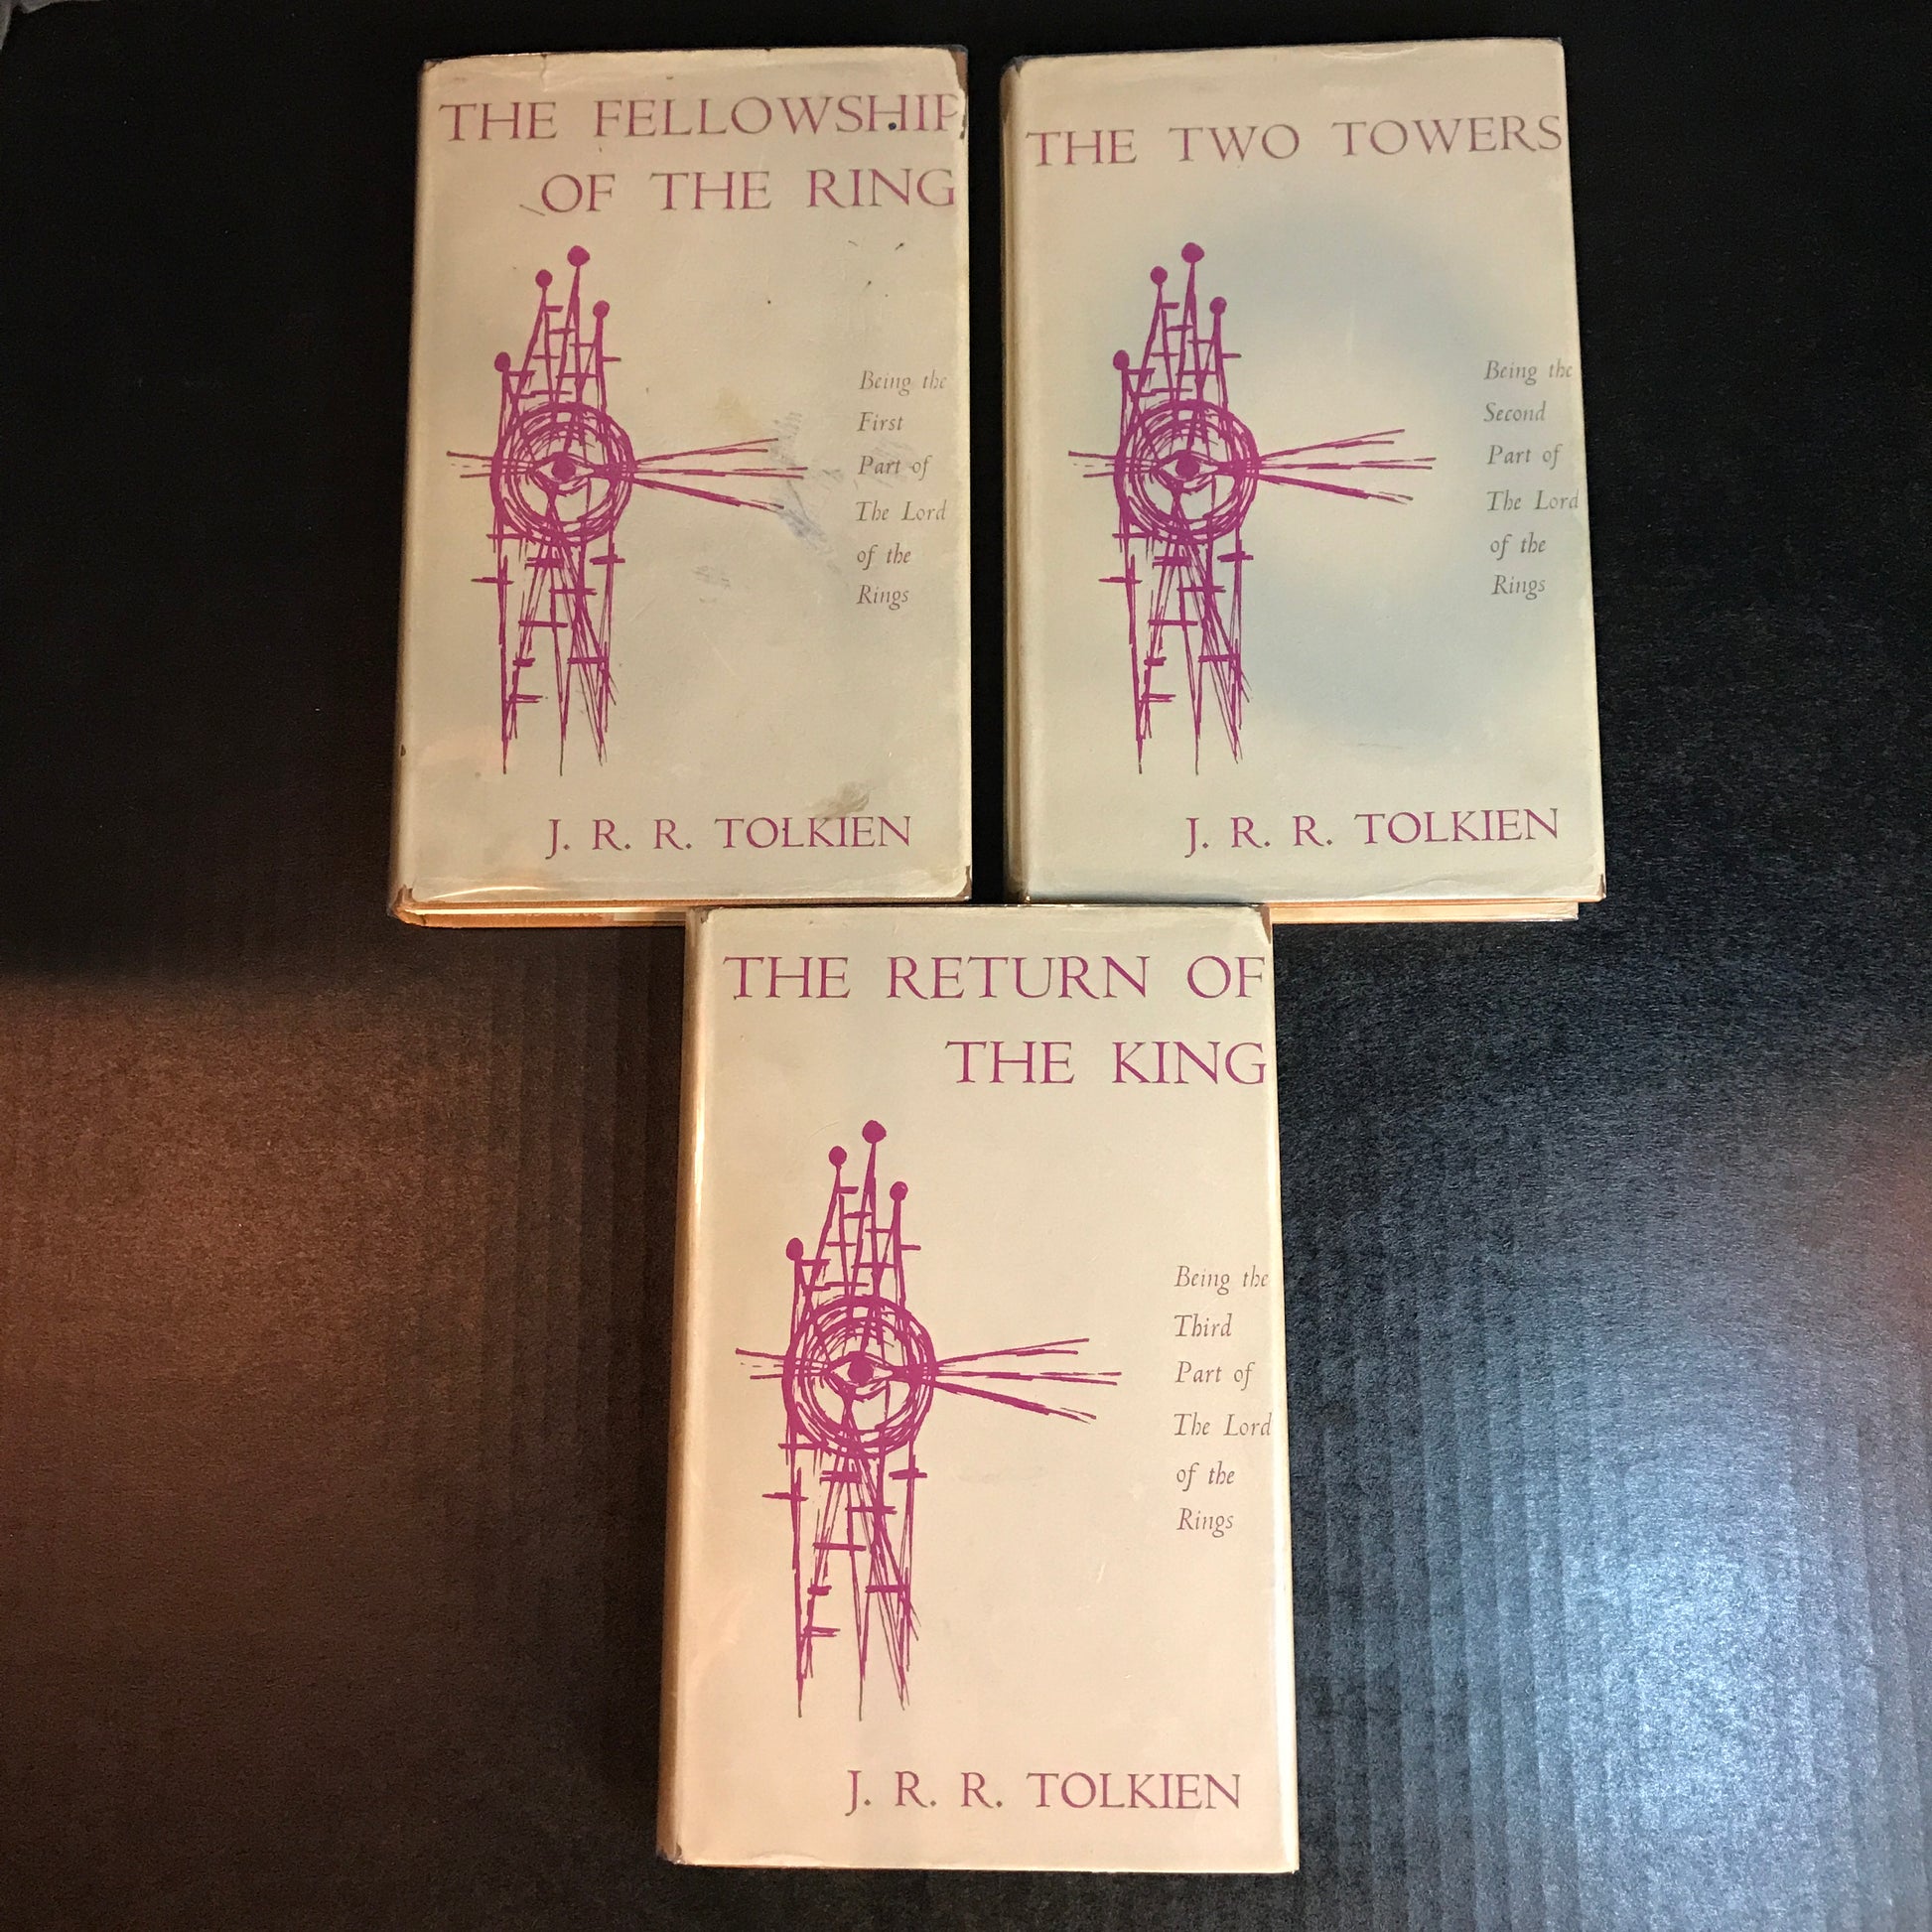 THE FELLOWSHIP
OF THE RING
Being the
First
Part of
The Lord
of the
Rings
J. R. R. TOLKIEN
THE TWO TOWERS
Being the
Second
Part of
The Lord
of the
Rings
J. R. R. TOLKIEN
THE RETURN OF
THE KING
Being the
Third
Part of
The Lord
of the
Rings
J. R. R. TOLKIEN